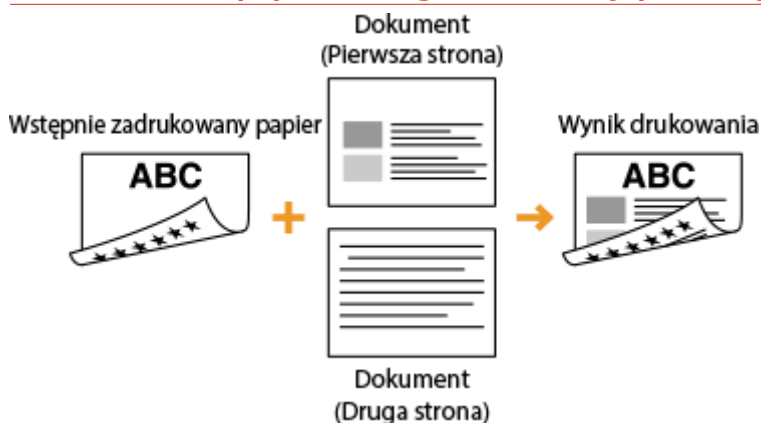 Dokument
(Pierwsza strona)
Wstępnie zadrukowany papier
ABC
Wynik drukowania
ABC
Dokument
(Druga strona)